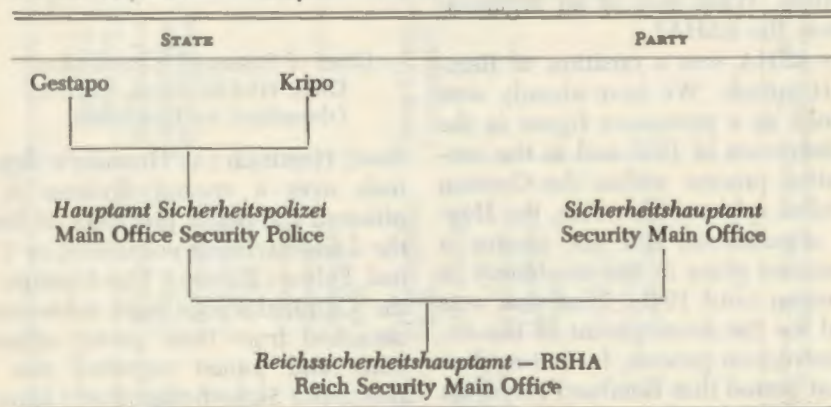 STATE PARTY
Gestapo Kripo
Hauptamt Sicherheitspolizei Sicherheitshauptamt
Main Office Security Police Security Main Office
Reichssicherheitshauptamt — RSHA
Reich Security Main Office